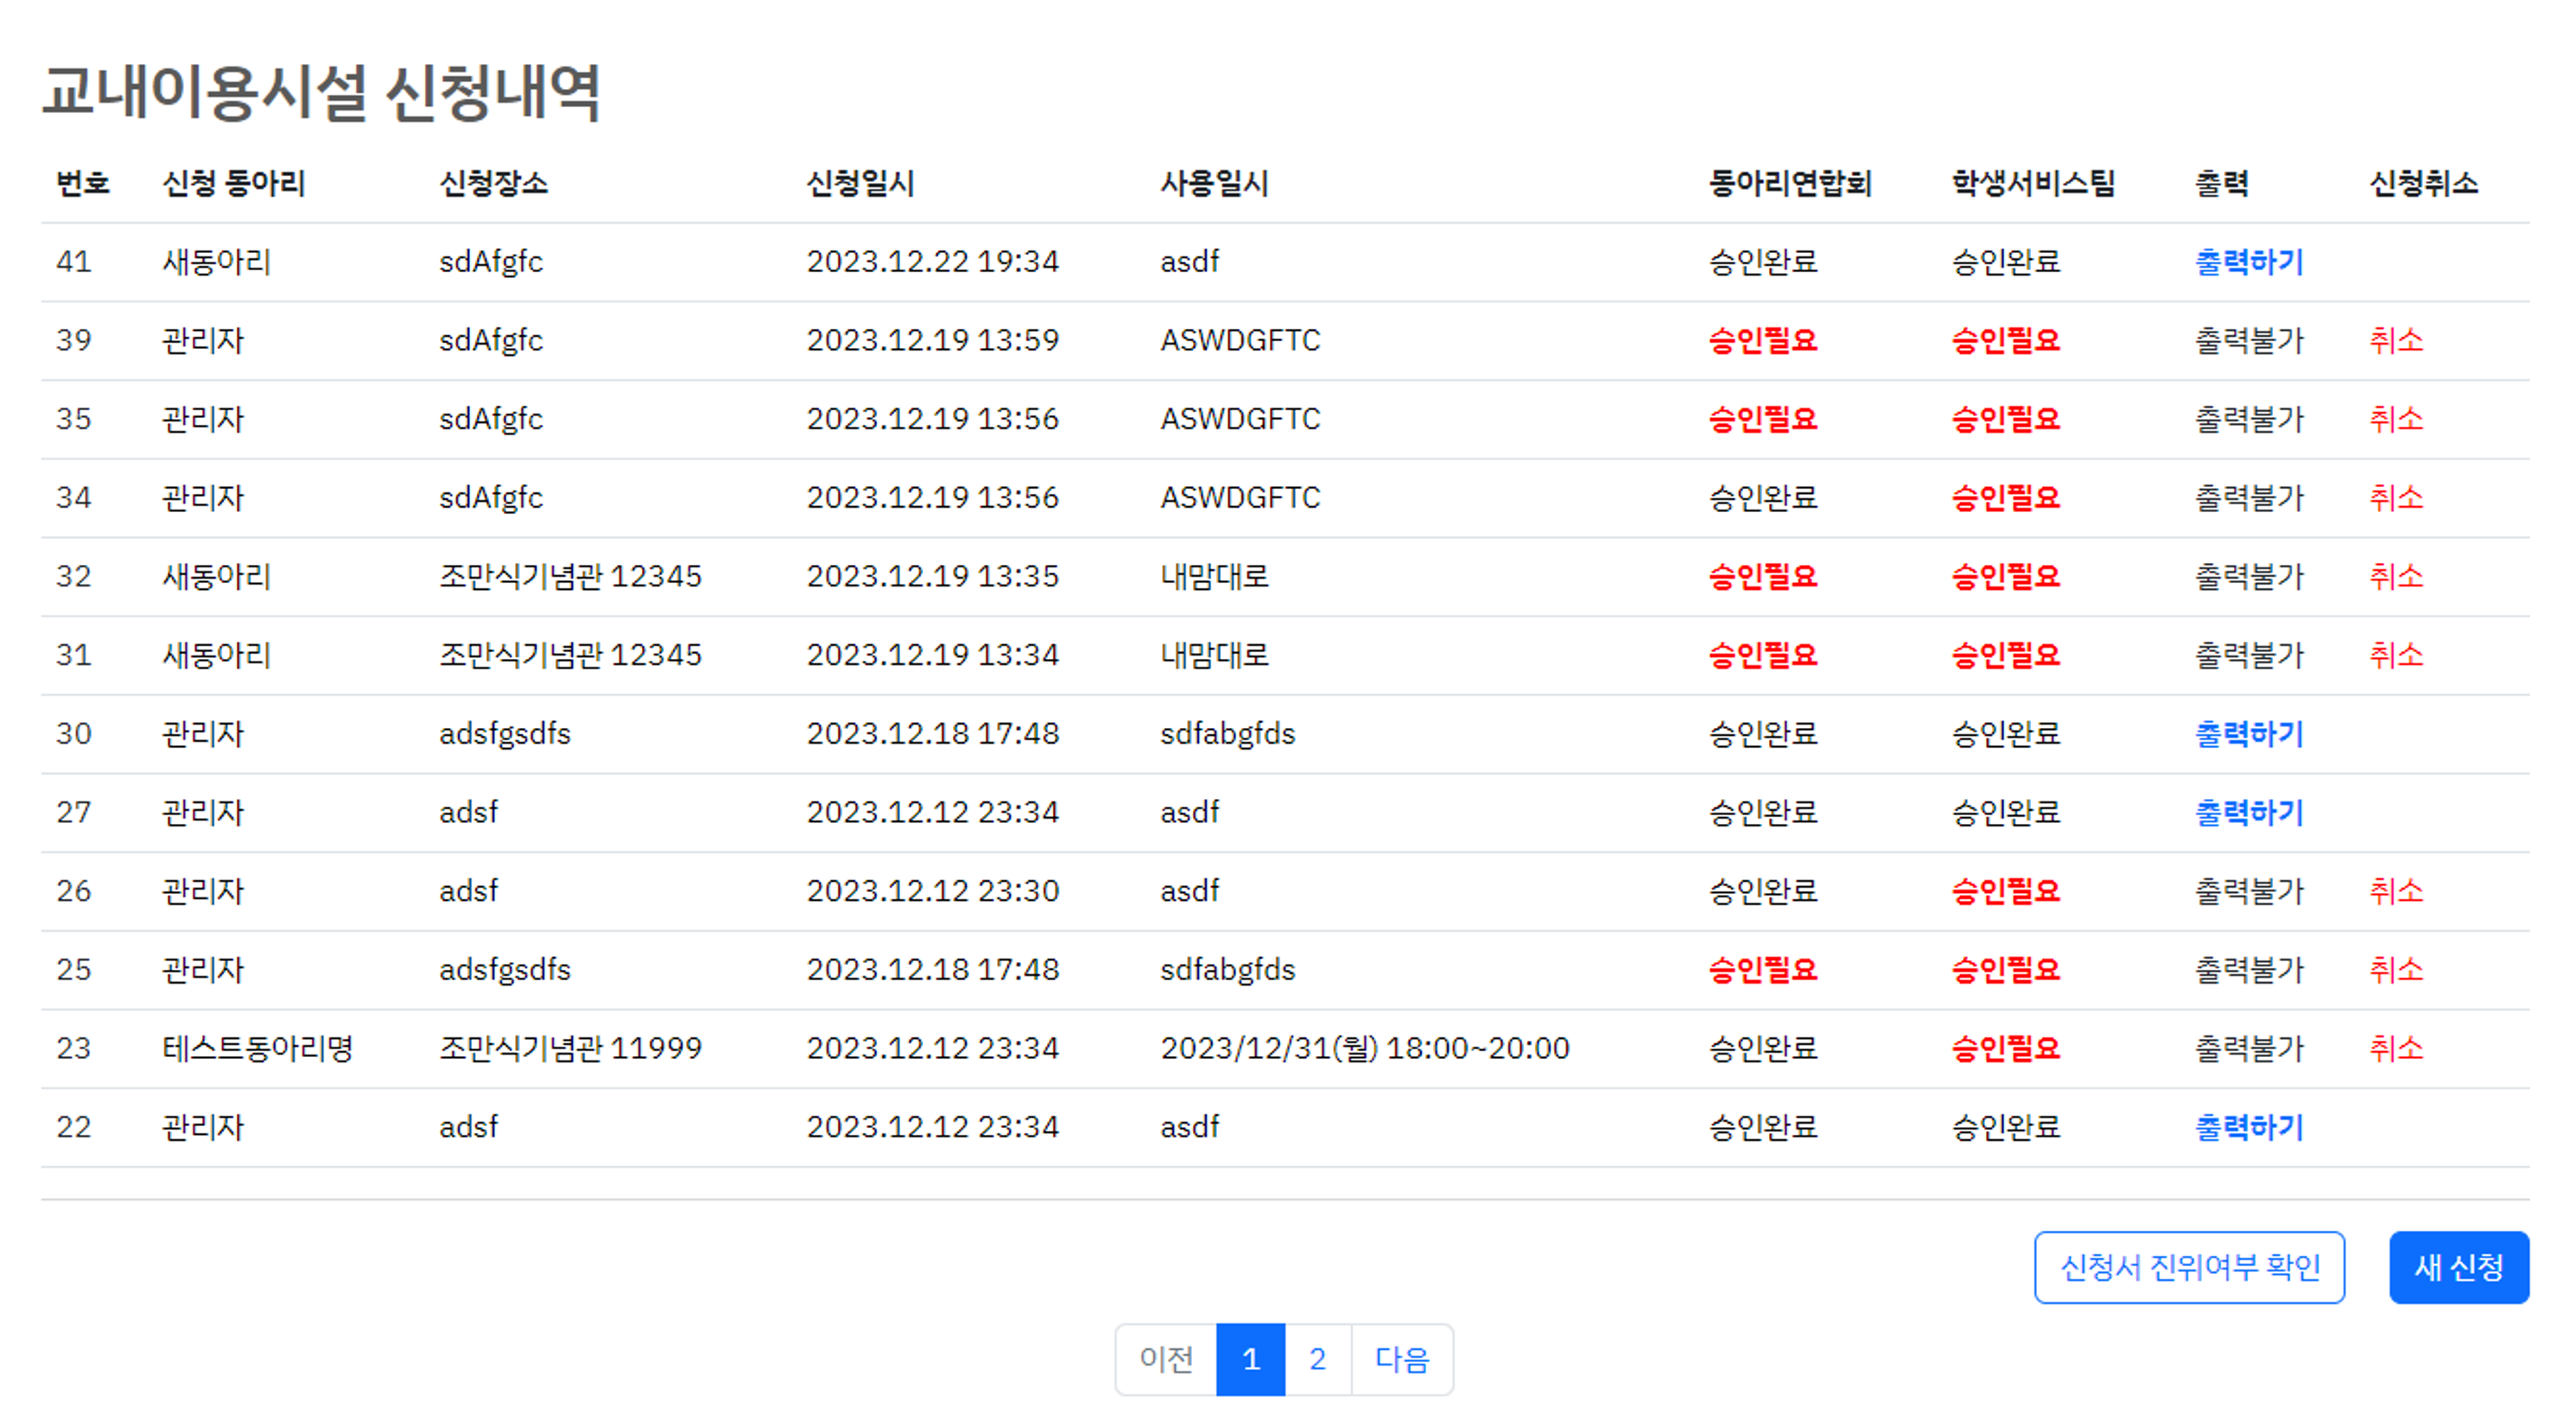 교내이용시설 신청내역
번호 신청 동아리 신청장소 신청일시 사용일시 동아리연합회 학생서비스팀 출력 신청취소
41 새동아리 sdAfgfc 2023.12.22 19:34 asdf 승인완료 승인완료 출력하기
39 관리자 sdAfgfc 2023.12.19 13:59 ASWDGFTC 승인필요 승인필요 출력불가 취소
35 관리자 sdAfgfc 2023.12.19 13:56 ASWDGFTC 승인필요 승인필요 출력불가 취소
34 관리자 sdAfgfc 2023.12.19 13:56 ASWDGFTC 승인완료 승인필요 출력불가 취소
32 새동아리 조만식기념관 12345 2023.12.19 13:35 내맘대로 승인필요 승인필요 출력불가 취소
31 새동아리 조만식기념관 12345 2023.12.19 13:34 내맘대로 승인필요 승인필요 출력불가 취소
30 관리자 adsfgsdfs 2023.12.18 17:48 sdfabgfds 승인완료 승인완료 출력하기
27 관리자 adsf 2023.12.12 23:34 asdf 승인완료 승인완료 출력하기
26 관리자 adsf 2023.12.12 23:30 asdf 승인완료 승인필요 출력불가 취소
25 관리자 adsfgsdfs 2023.12.18 17:48 sdfabgfds 승인필요 승인필요 출력불가 취소
23 테스트동아리명 조만식기념관 11999 2023.12.12 23:34 2023/12/31(월) 18:00~20:00 승인완료 승인필요 출력불가 취소
22 관리자 adsf 2023.12.12 23:34 asdf 승인완료 승인완료 출력하기
신청서 진위여부 확인 새 신청
이전 1 2 다음